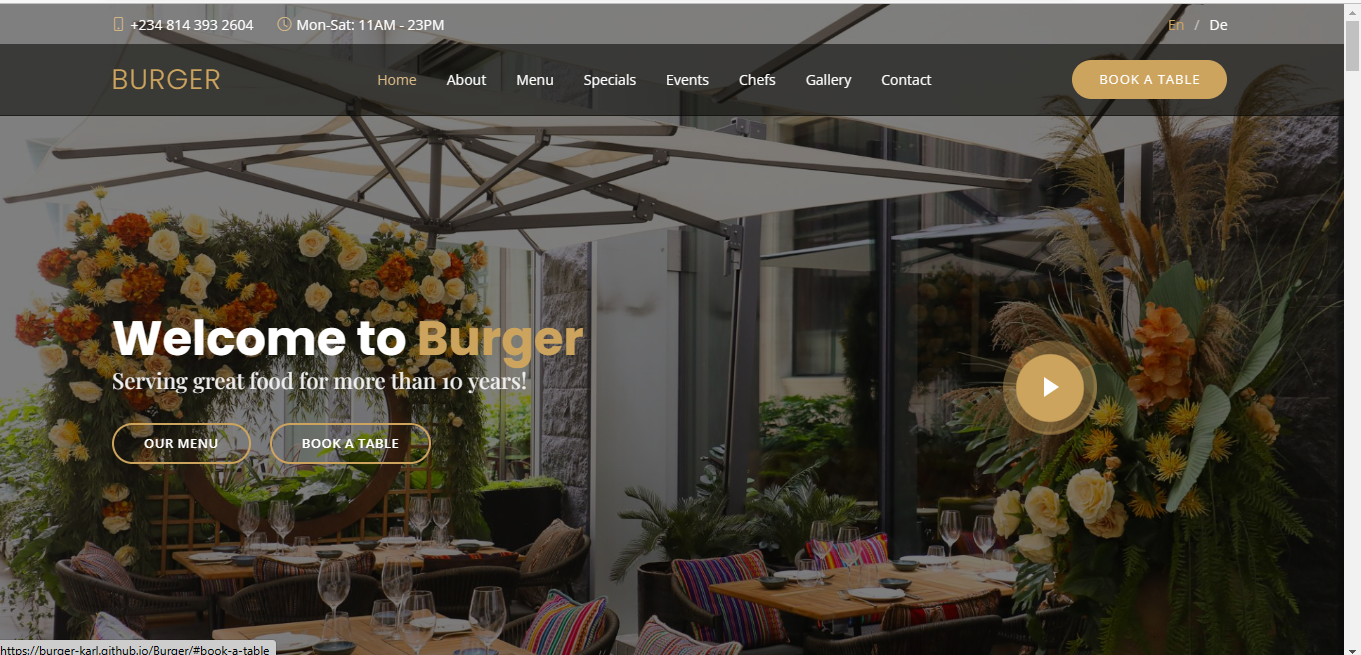 +234 814 393 2604 Mon-Sat: 11AM - 23PM En / De
BURGER Home About Menu Specials Events Chefs Gallery Contact BOOK A TABLE
Welcome to Burger
Serving great food for more than 10 years!
OUR MENU BOOK A TABLE
https://burger-karl.github.io/Burger/#book-a-table